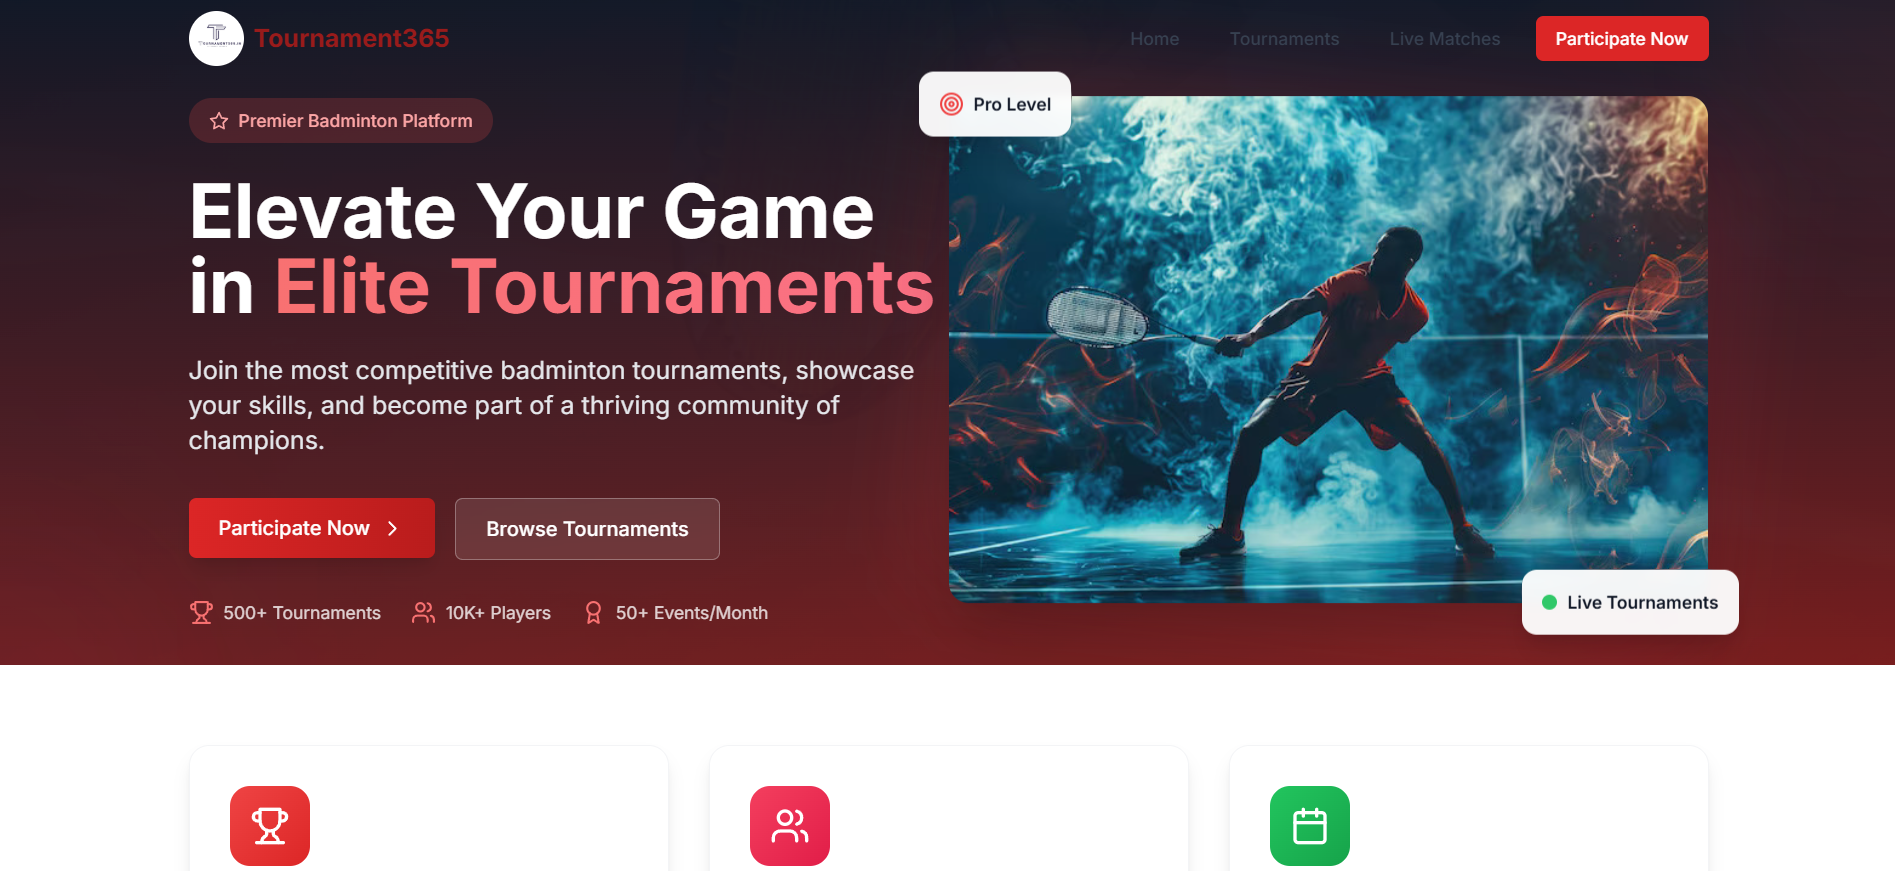 Tournament365
Home
Tournaments
Live Matches
Participate Now
Premier Badminton Platform
Pro Level
Elevate Your Game
in Elite Tournaments
Join the most competitive badminton tournaments, showcase
your skills, and become part of a thriving community of
champions.
Participate Now
Browse Tournaments
500+ Tournaments
10K+ Players
50+ Events/Month
Live Tournaments